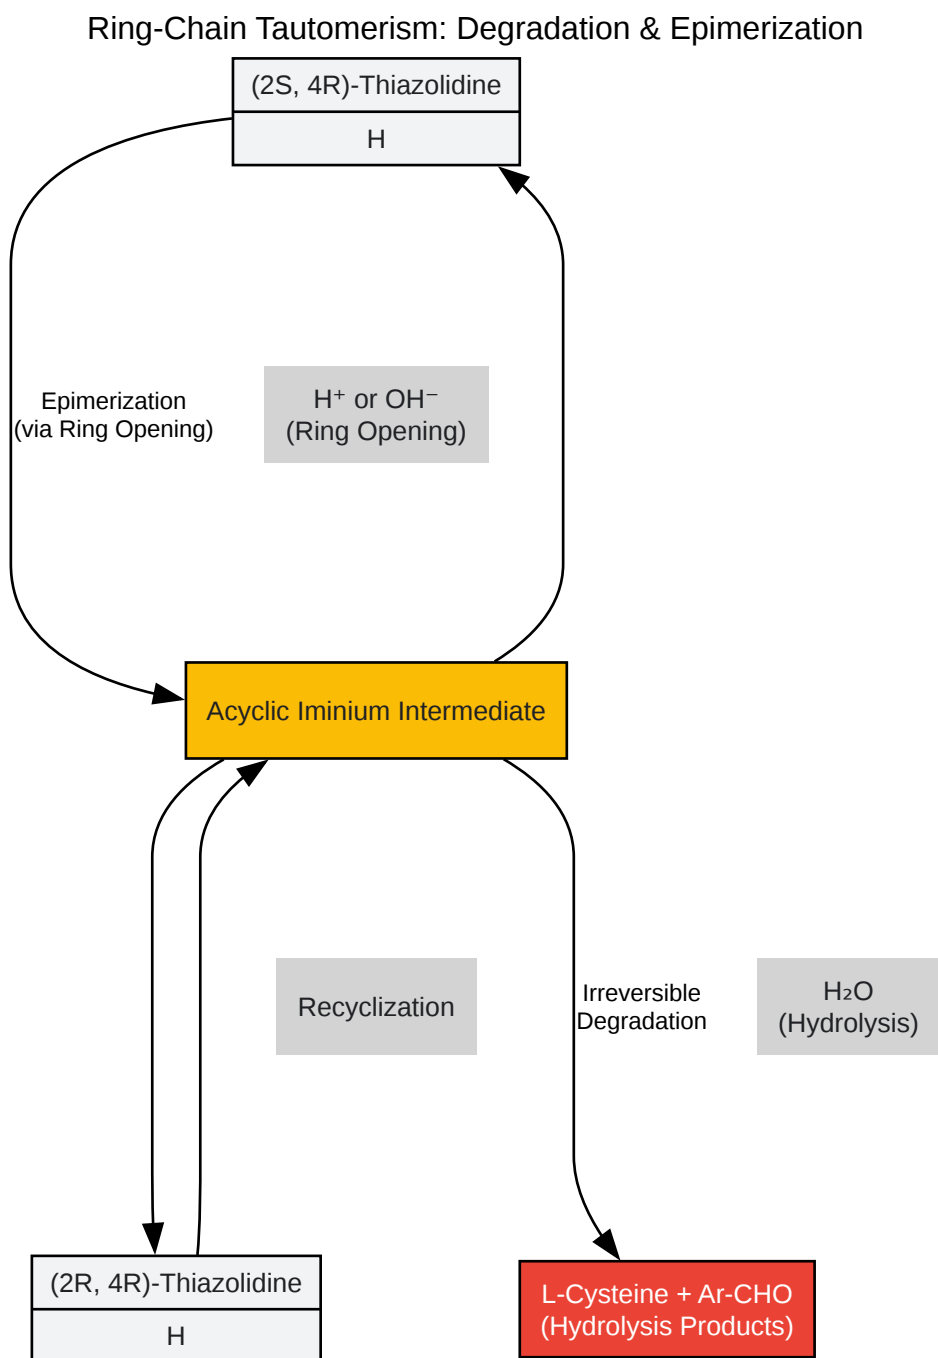 Ring-Chain Tautomerism: Degradation & Epimerization
(2S, 4R)-Thiazolidine
H
Epimerization
(via Ring Opening)
H⁺ or OH⁻
(Ring Opening)
Acyclic Iminium Intermediate
Recyclization
Irreversible
Degradation
H₂O
(Hydrolysis)
(2R, 4R)-Thiazolidine
H
L-Cysteine + Ar-CHO
(Hydrolysis Products)